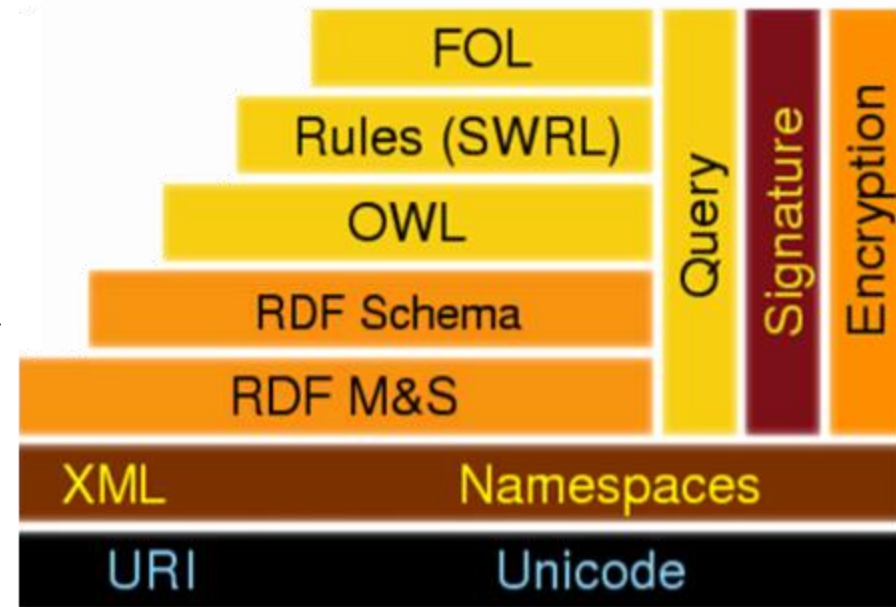 FOL
Rules (SWRL)
OWL
RDF Schema
RDF M&S
Query
Signature
Encryption
XML Namespaces
URI Unicode